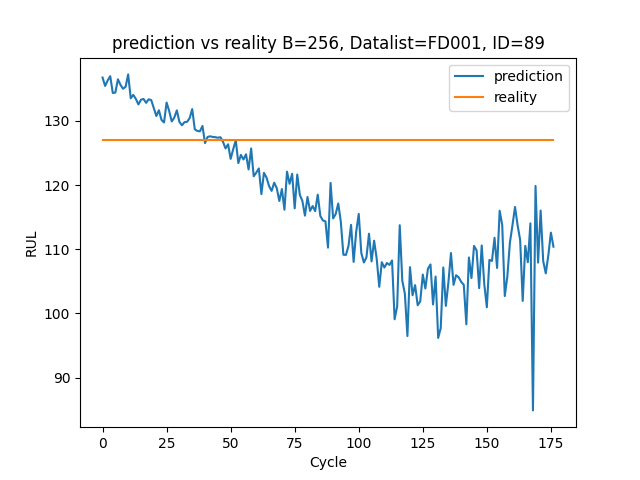 prediction vs reality B=256, Datalist=FD001, ID=89
prediction
reality
130
120
110
100
90
RUL
0 25 50 75 100 125 150 175
Cycle